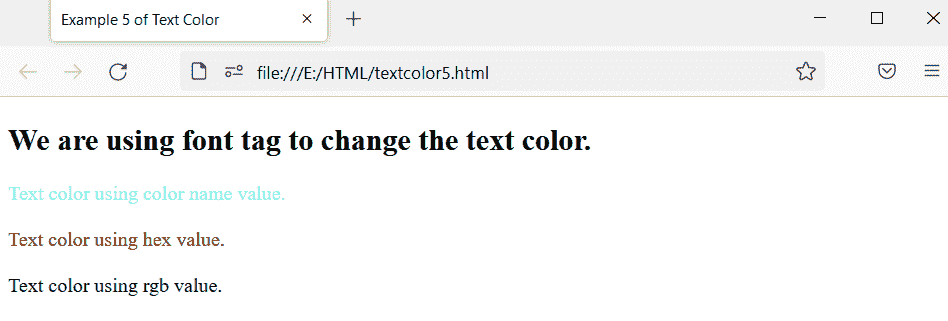 Example 5 of Text Color
file:///E:/HTML/textcolor5.html
We are using font tag to change the text color.
Text color using color name value.
Text color using hex value.
Text color using rgb value.